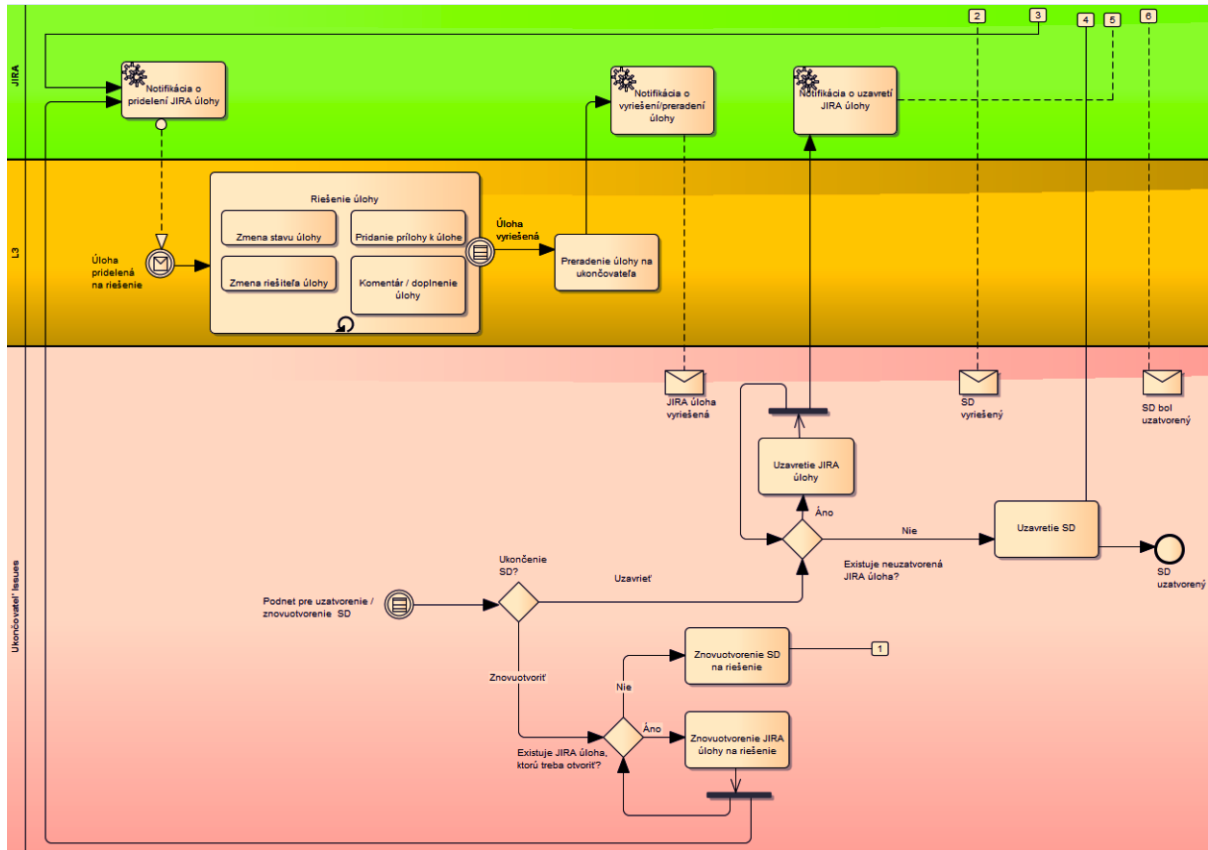 2
3
4
5
6
JIRA
Notifikácia o
pridelení JIRA úlohy
Notifikácia o
vyriešení/preradení
úlohy
Notifikácia o uzavretí
JIRA úlohy
L3
Riešenie úlohy
Zmena stavu úlohy
Pridanie prílohy k úlohe
Zmena riešiteľa úlohy
Komentár / doplnenie
úlohy
Úloha
vyriešená
Preradenie úlohy na
ukončovateľa
Úloha
pridelená
na riešenie
Ukončovateľ issues
JIRA úloha
vyriešená
SD
vyriešený
SD bol
uzatvorený
Uzavretie JIRA
úlohy
Áno
Nie
Uzavretie SD
Existuje neuzatvorená
JIRA úloha?
SD
uzatvorený
Ukončenie
SD?
Uzavrieť
Podnet pre uzatvorenie /
znovuotvorenie SD
Znovuotvoriť
Nie
Znovuotvorenie SD
na riešenie
1
Áno
Existuje JIRA úloha,
ktorú treba otvoriť?
Znovuotvorenie JIRA
úlohy na riešenie